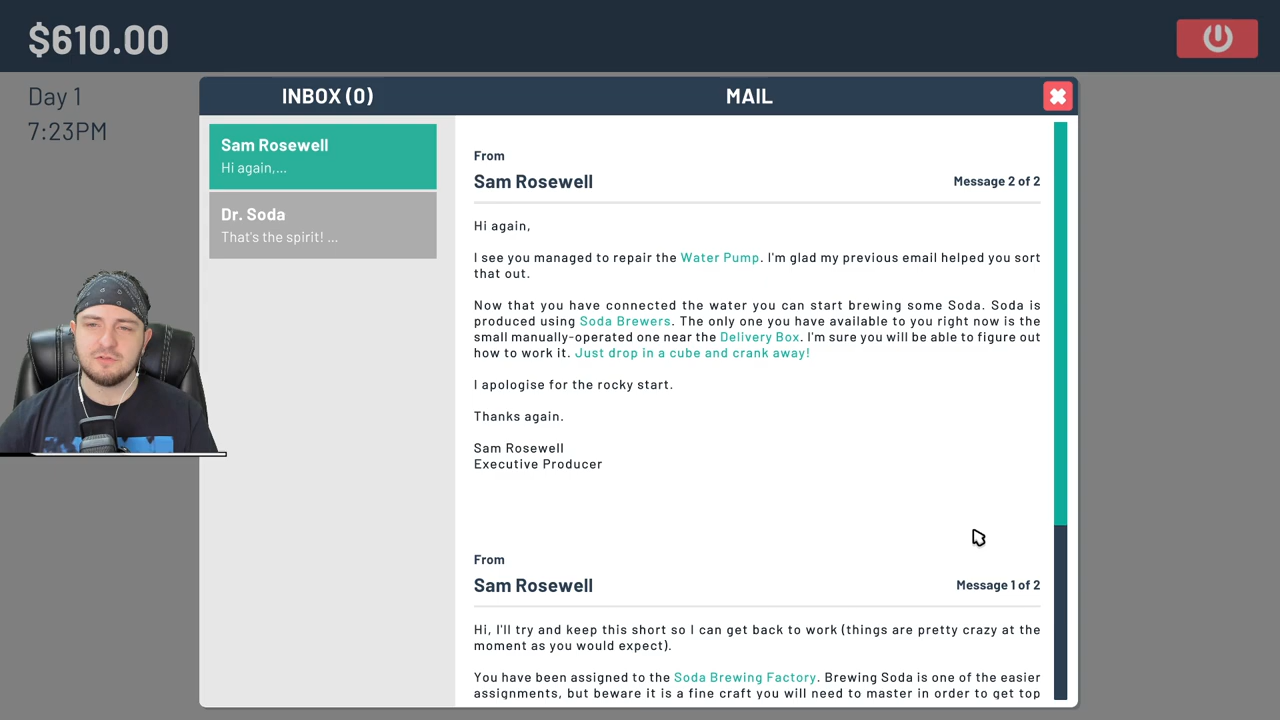 $610.00
Day 1
7:23PM
INBOX (0)
MAIL
Sam Rosewell
Hi again,...
Dr. Soda
That's the spirit! ...
From
Sam Rosewell
Message 2 of 2
Hi again,
I see you managed to repair the Water Pump. I'm glad my previous email helped you sort
that out.
Now that you have connected the water you can start brewing some Soda. Soda is
produced using Soda Brewers. The only one you have available to you right now is the
small manually-operated one near the Delivery Box. I'm sure you will be able to figure out
how to work it. Just drop in a cube and crank away!
I apologise for the rocky start.
Thanks again.
Sam Rosewell
Executive Producer
From
Sam Rosewell
Message 1 of 2
Hi, I'll try and keep this short so I can get back to work (things are pretty crazy at the
moment as you would expect).
You have been assigned to the Soda Brewing Factory. Brewing Soda is one of the easier
assignments, but beware it is a fine craft you will need to master in order to get top